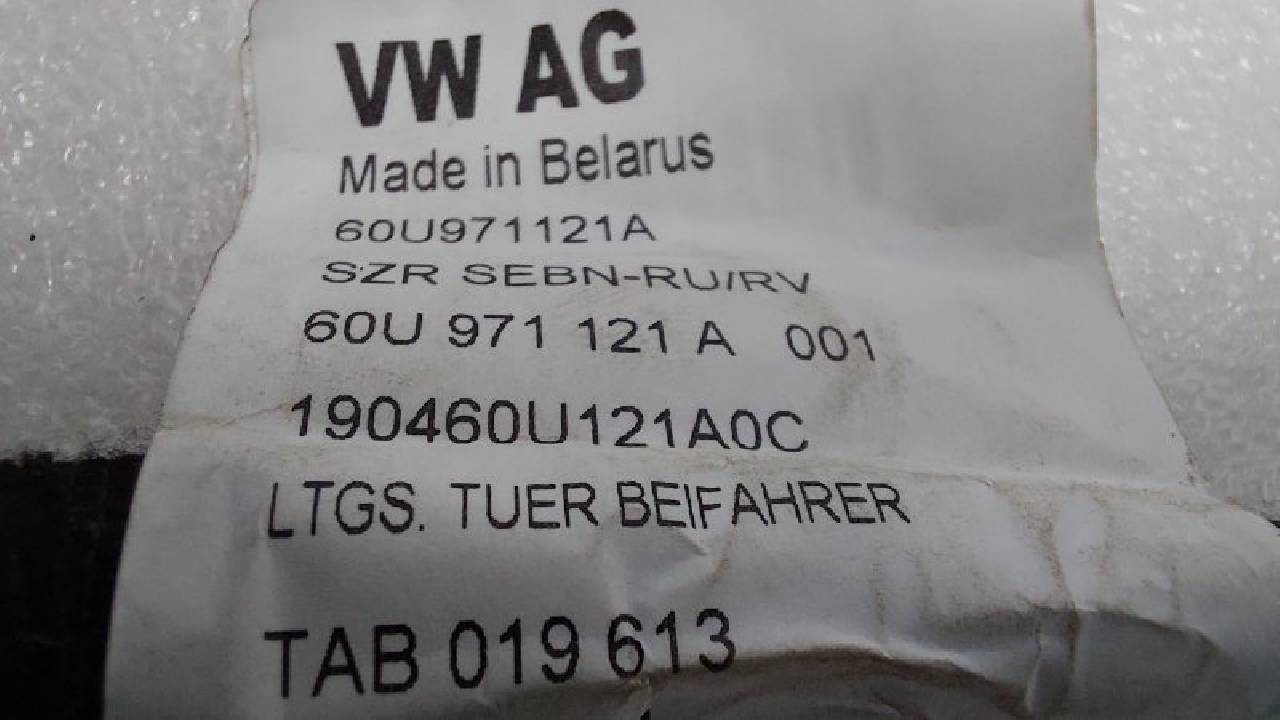 VW AG
Made in Belarus
60U971121A
SZR SEBN-RU/RV
60U 971 121 A 001
190460U121A0C
LTGS. TUER BEIFAHRER
TAB 019 613